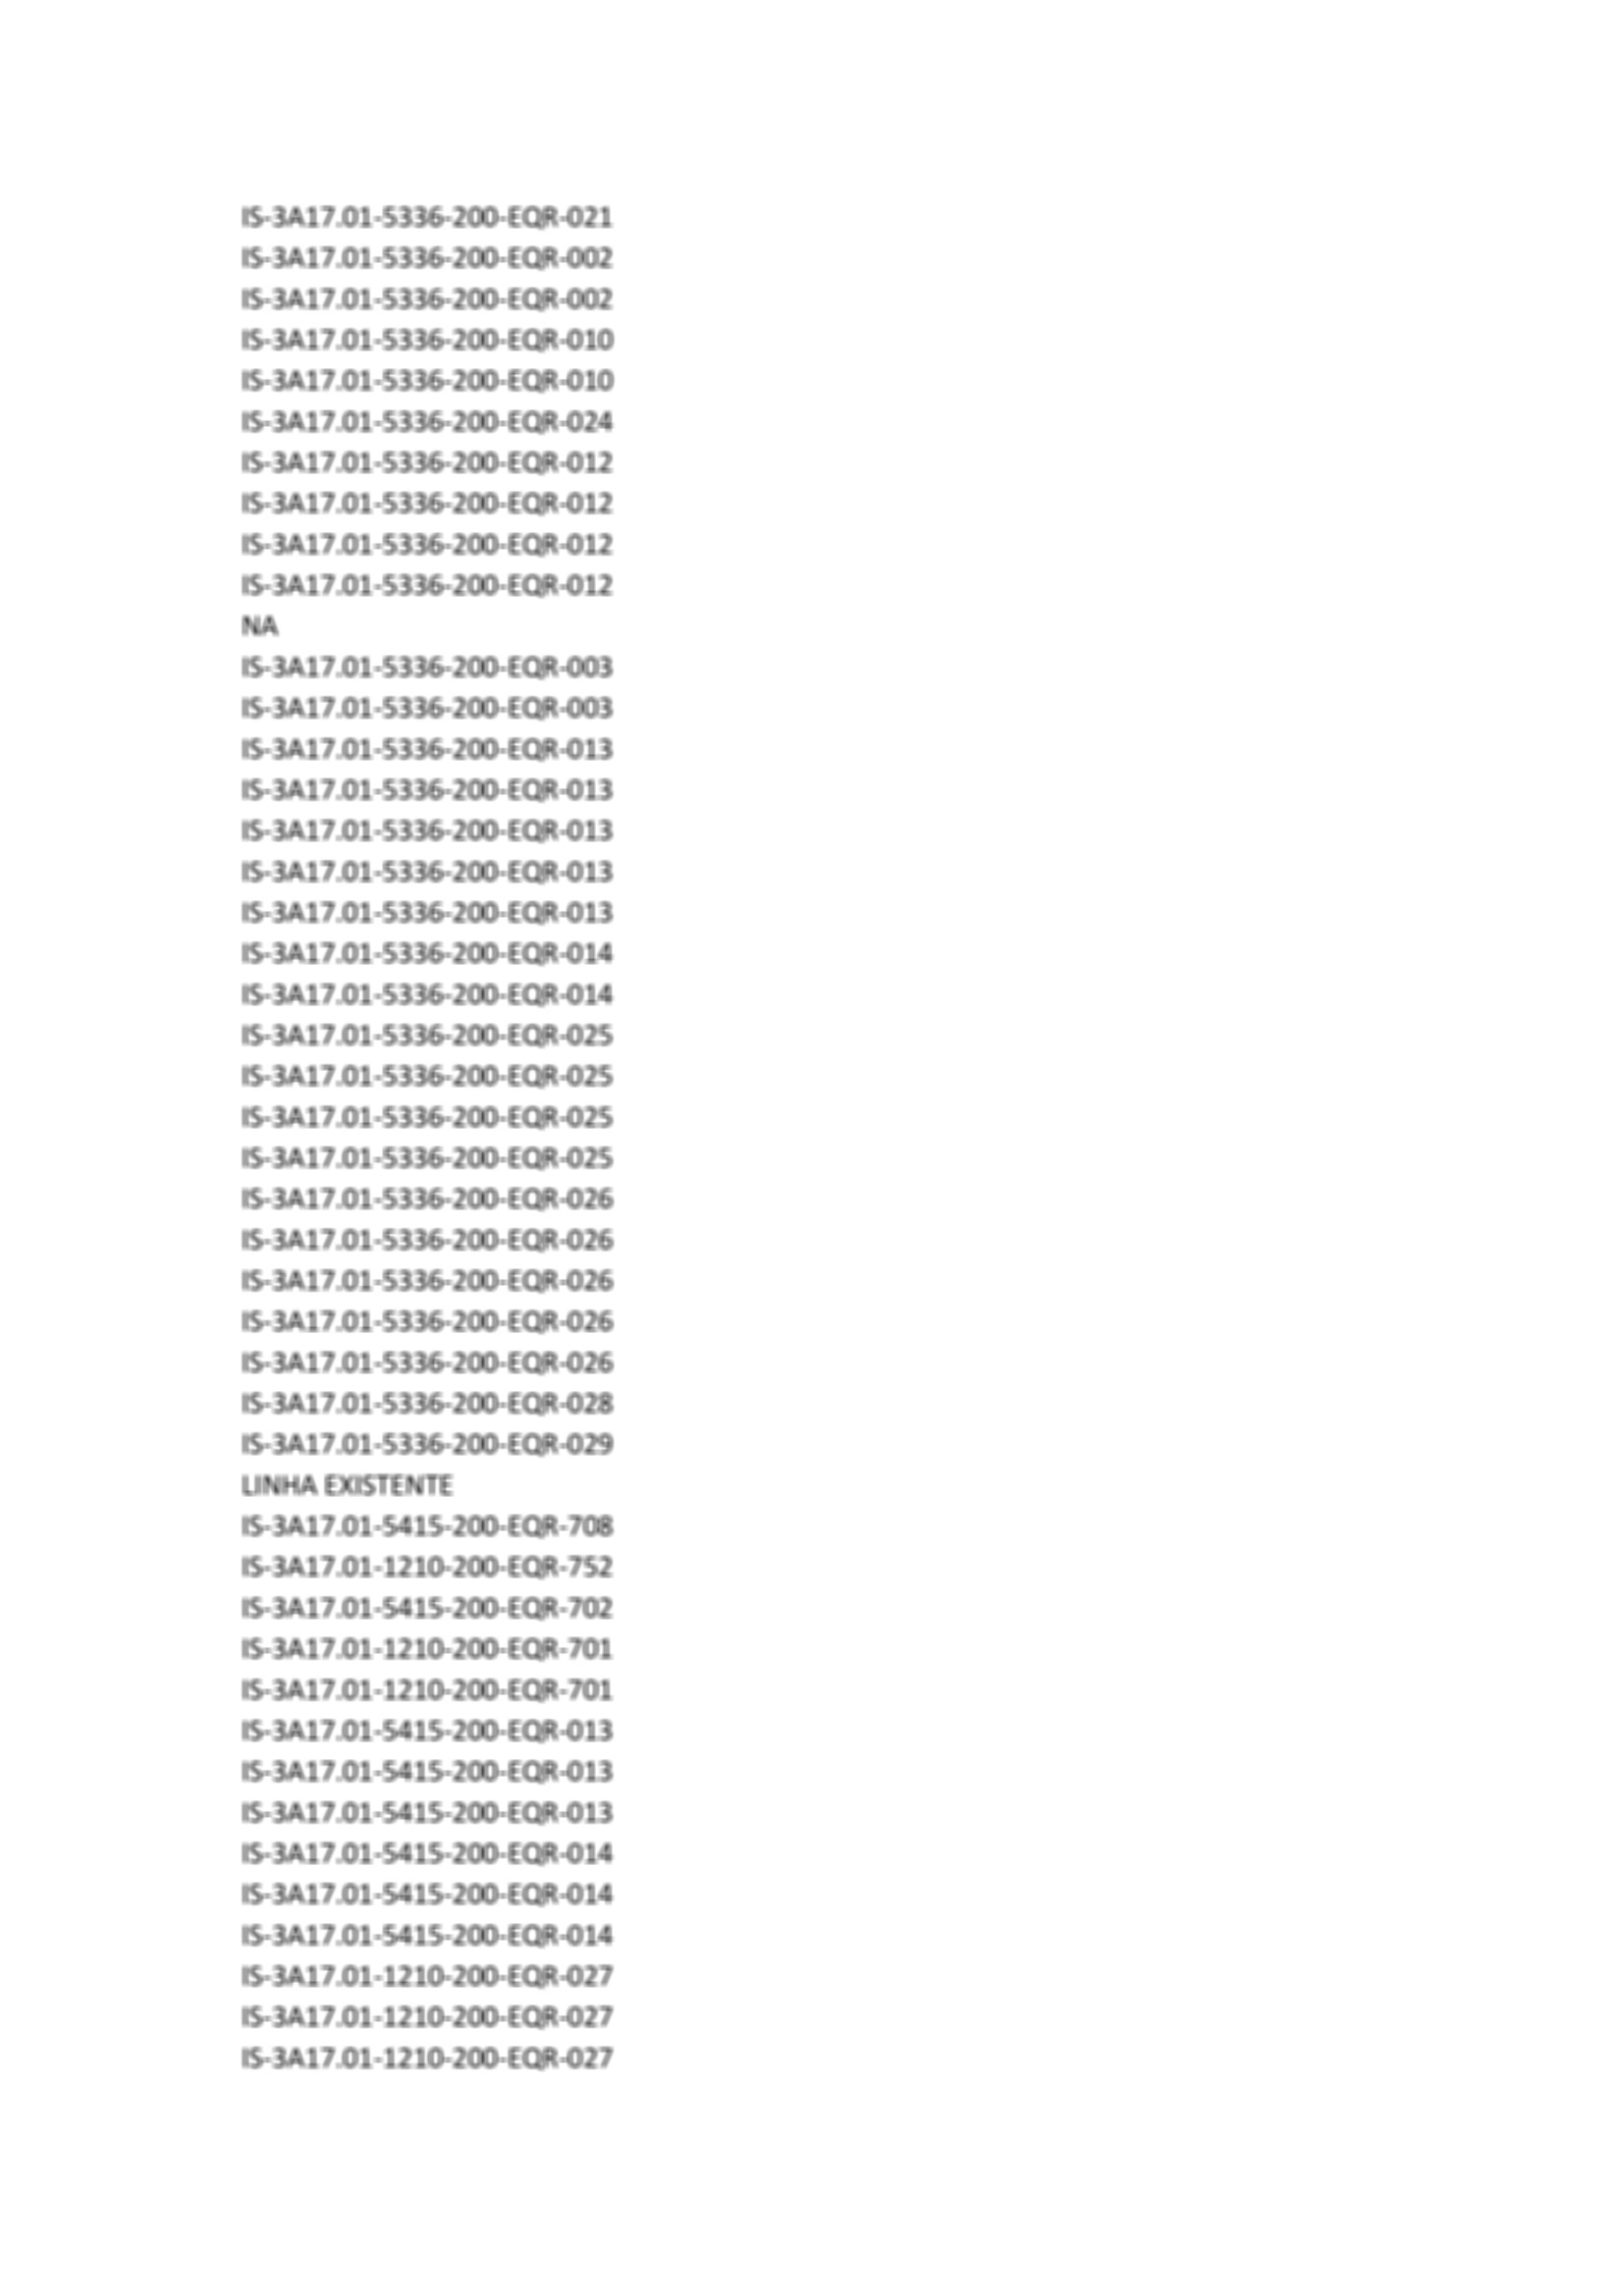 IS-3A17.01-5336-200-EQR-021
IS-3A17.01-5336-200-EQR-002
IS-3A17.01-5336-200-EQR-002
IS-3A17.01-5336-200-EQR-010
IS-3A17.01-5336-200-EQR-010
IS-3A17.01-5336-200-EQR-024
IS-3A17.01-5336-200-EQR-012
IS-3A17.01-5336-200-EQR-012
IS-3A17.01-5336-200-EQR-012
IS-3A17.01-5336-200-EQR-012
NA
IS-3A17.01-5336-200-EQR-003
IS-3A17.01-5336-200-EQR-003
IS-3A17.01-5336-200-EQR-013
IS-3A17.01-5336-200-EQR-013
IS-3A17.01-5336-200-EQR-013
IS-3A17.01-5336-200-EQR-013
IS-3A17.01-5336-200-EQR-013
IS-3A17.01-5336-200-EQR-014
IS-3A17.01-5336-200-EQR-014
IS-3A17.01-5336-200-EQR-025
IS-3A17.01-5336-200-EQR-025
IS-3A17.01-5336-200-EQR-025
IS-3A17.01-5336-200-EQR-025
IS-3A17.01-5336-200-EQR-026
IS-3A17.01-5336-200-EQR-026
IS-3A17.01-5336-200-EQR-026
IS-3A17.01-5336-200-EQR-026
IS-3A17.01-5336-200-EQR-026
IS-3A17.01-5336-200-EQR-028
IS-3A17.01-5336-200-EQR-029
LINHA EXISTENTE
IS-3A17.01-5415-200-EQR-708
IS-3A17.01-1210-200-EQR-752
IS-3A17.01-5415-200-EQR-702
IS-3A17.01-1210-200-EQR-701
IS-3A17.01-1210-200-EQR-701
IS-3A17.01-5415-200-EQR-013
IS-3A17.01-5415-200-EQR-013
IS-3A17.01-5415-200-EQR-013
IS-3A17.01-5415-200-EQR-014
IS-3A17.01-5415-200-EQR-014
IS-3A17.01-5415-200-EQR-014
IS-3A17.01-1210-200-EQR-027
IS-3A17.01-1210-200-EQR-027
IS-3A17.01-1210-200-EQR-027